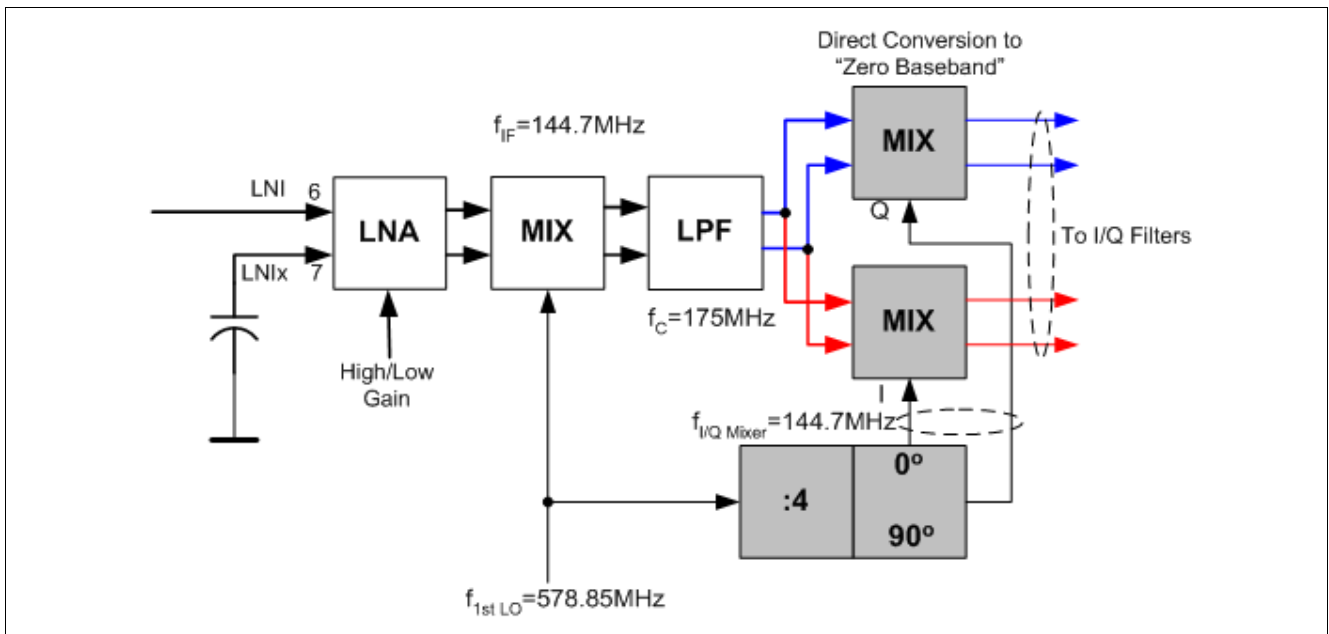 Direct Conversion to
“Zero Baseband”
fIF=144.7MHz
LNI
6
LNIx
7
LNA
MIX
LPF
MIX
Q
To I/Q Filters
MIX
I
fC=175MHz
High/Low
Gain
fI/Q Mixer=144.7MHz
:4
0º
90º
f1st LO=578.85MHz